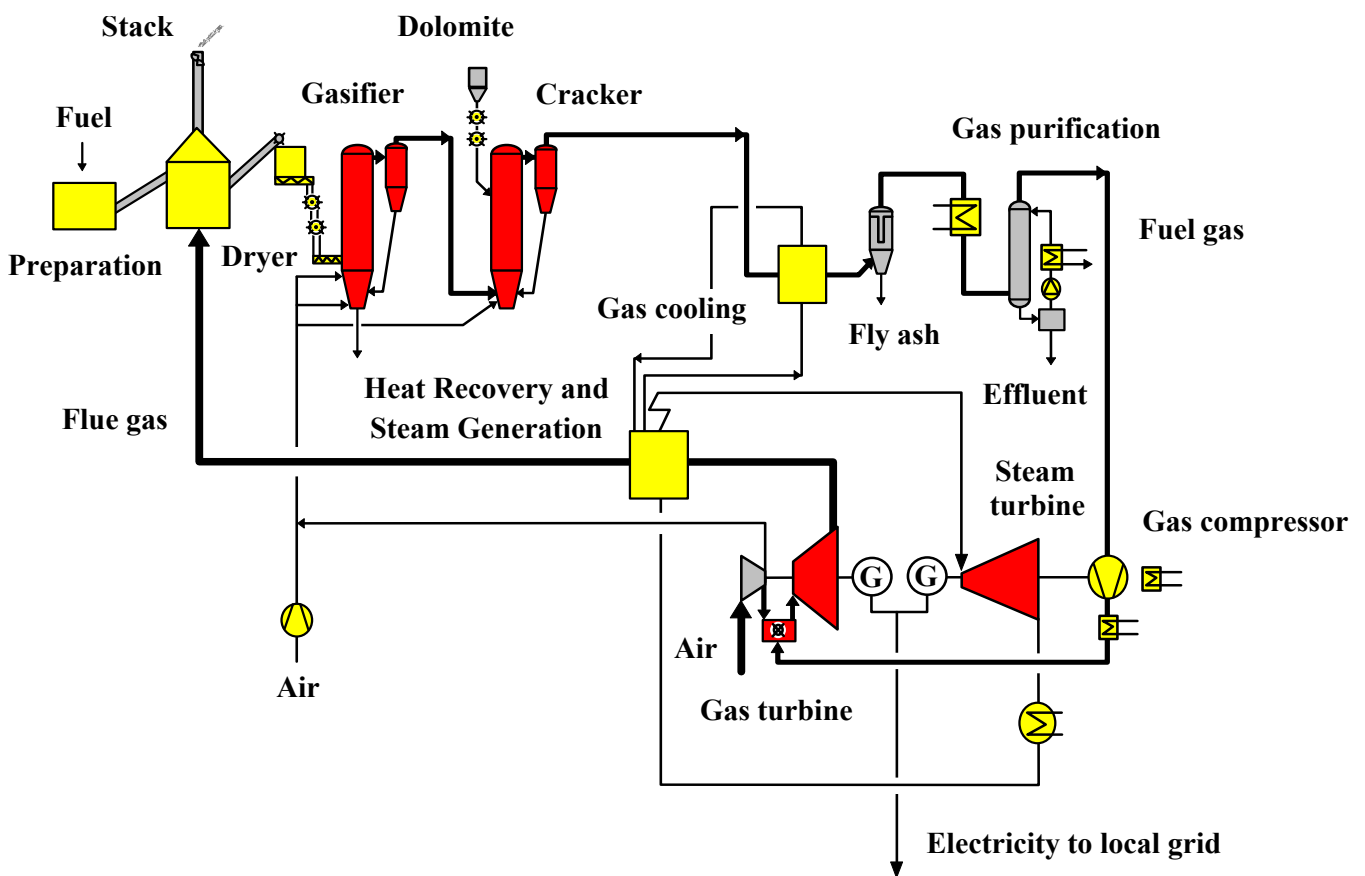 Stack
Dolomite
Gasifier
Cracker
Fuel
Gas purification
Fuel gas
Dryer
Preparation
Gas cooling
Fly ash
Heat Recovery and
Steam Generation
Effluent
Flue gas
Steam
turbine
Gas compressor
G
G
Air
Air
Gas turbine
Electricity to local grid